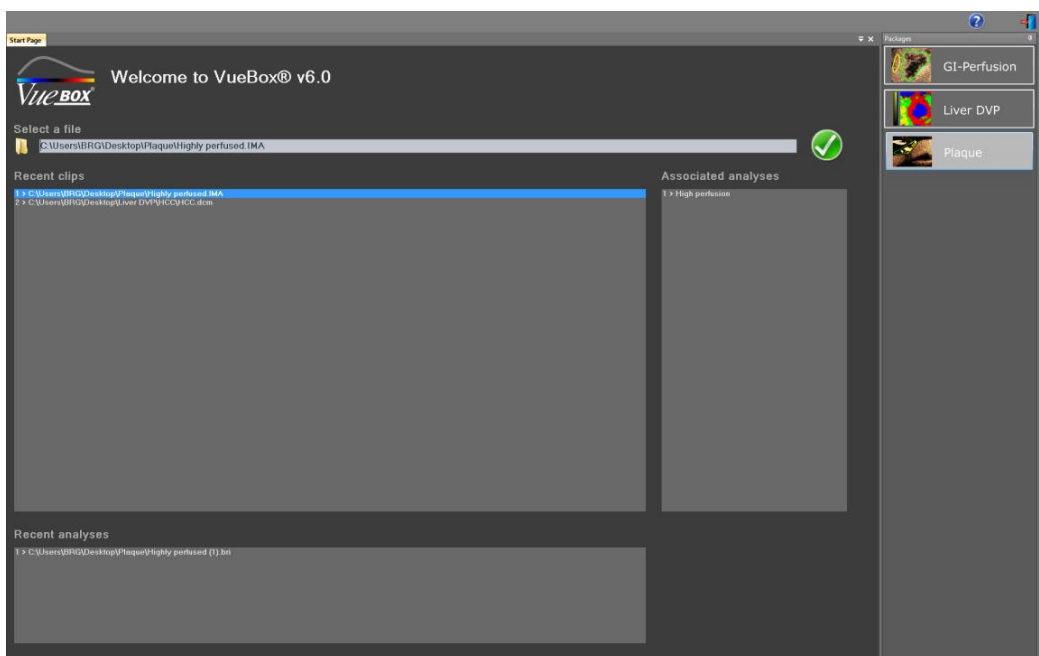 Start Page
Packages
VUEBOX®
Welcome to VueBox® v6.0
Select a file
C:\Users\BRG\Desktop\Plaque\Highly perfused.IMA
Recent clips
Associated analyses
1 > C:\Users\BRG\Desktop\Plaque\Highly perfused.IMA
1 > High perfusion
2 > C:\Users\BRG\Desktop\Liver DVP\HCC\HCC.dcm
Recent analyses
1 > C:\Users\BRG\Desktop\Plaque\Highly perfused (1).bri
GI-Perfusion
Liver DVP
Plaque